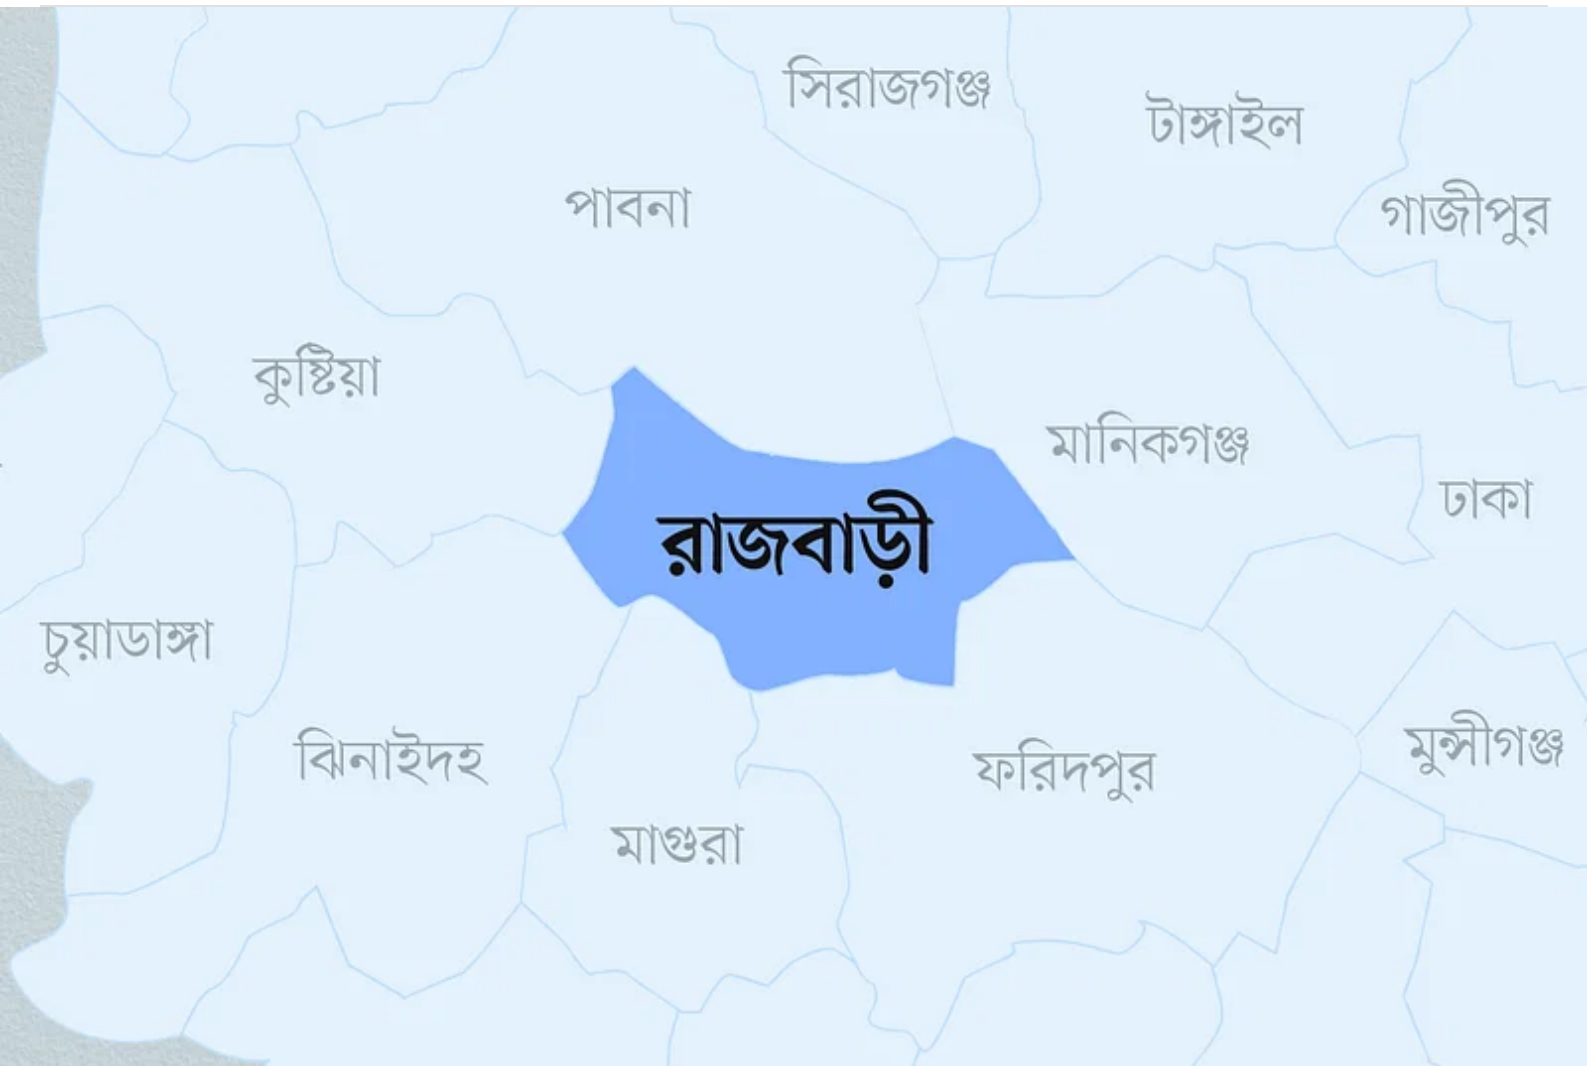 সিরাজগঞ্জ
টাঙ্গাইল
পাবনা
গাজীপুর
কুষ্টিয়া
মানিকগঞ্জ
ঢাকা
রাজবাড়ী
চুয়াডাঙ্গা
ঝিনাইদহ
ফরিদপুর
মুন্সীগঞ্জ
মাগুরা